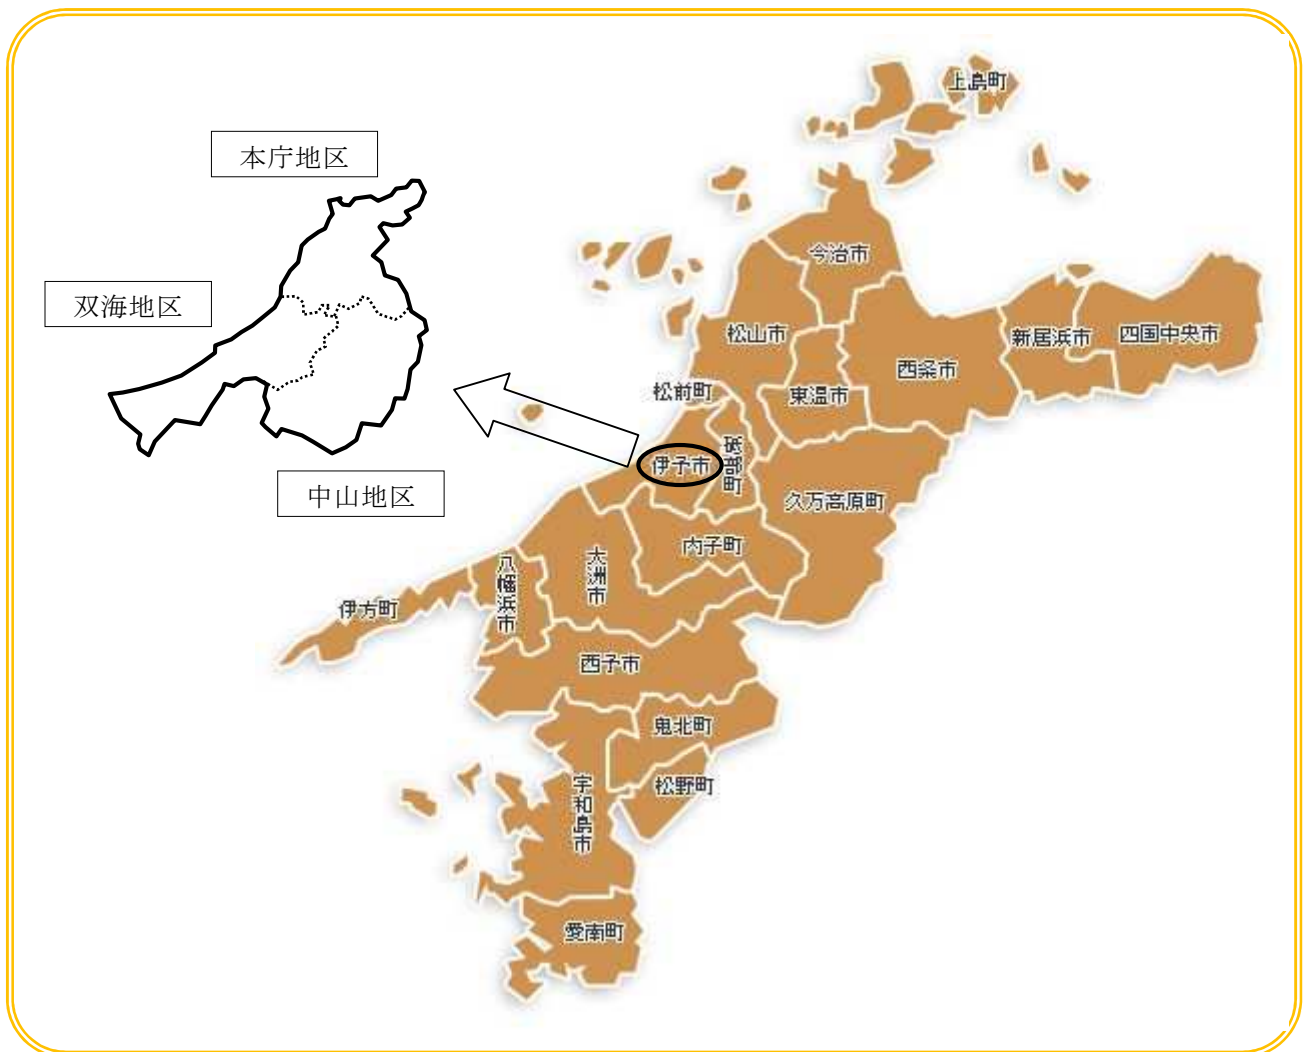 上島町
本庁地区
今治市
双海地区
松山市
新居浜市
四国中央市
西条市
松前町
東温市
伊予市
砥部町
中山地区
久万高原町
内子町
大洲市
八幡浜市
伊方町
西予市
鬼北町
松野町
宇和島市
愛南町